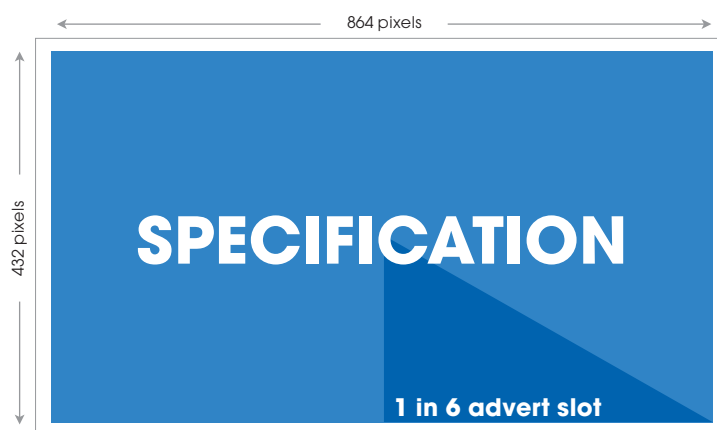 864 pixels
432 pixels
SPECIFICATION
1 in 6 advert slot